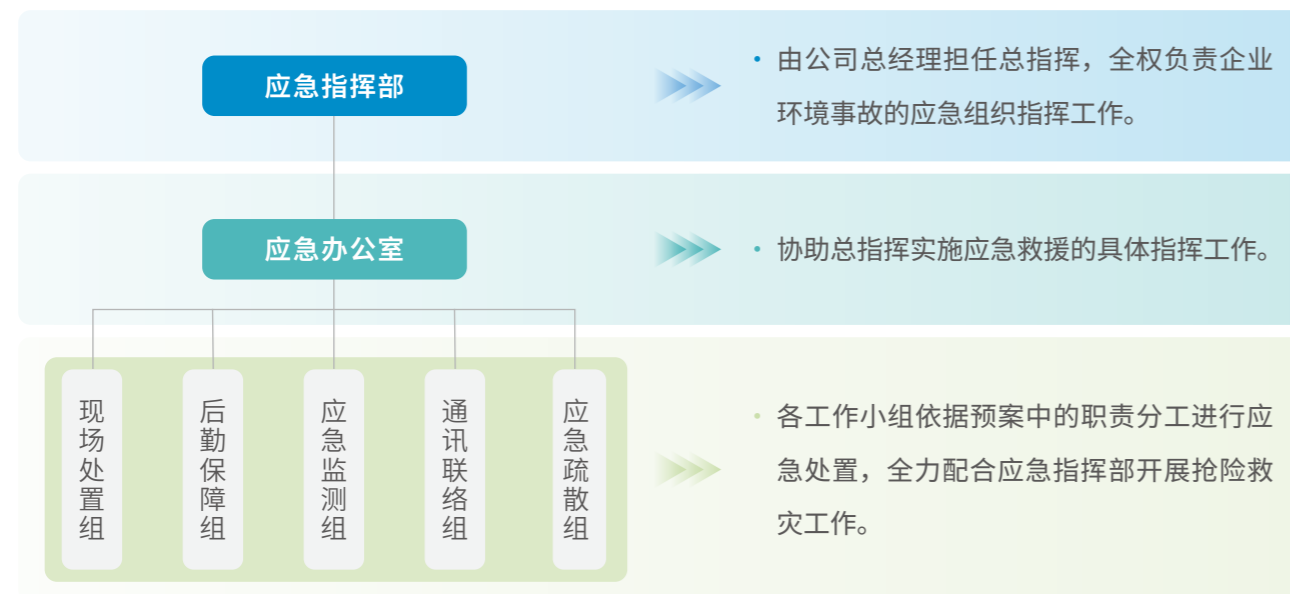 应急指挥部
• 由公司总经理担任总指挥，全权负责企业
环境事故的应急组织指挥工作。
应急办公室
• 协助总指挥实施应急救援的具体指挥工作。
现场处置组
后勤保障组
应急监测组
通讯联络组
应急疏散组
• 各工作小组依据预案中的职责分工进行应
急处置，全力配合应急指挥部开展抢险救
灾工作。